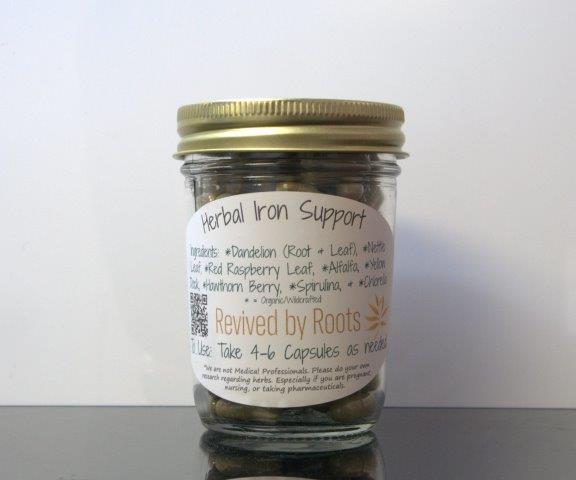 Herbal Iron Support
Ingredients: *Dandelion (Root & Leaf), *Nettle
Leaf, *Red Raspberry Leaf, *Alfalfa, *Yellow
Dock, *Hawthorn Berry, *Spirulina, & *Chlorella
* = Organic/Wildcrafted
Revived by Roots
To Use: Take 4-6 Capsules as needed
*We are not Medical Professionals. Please do your own
research regarding herbs. Especially if you are pregnant,
nursing, or taking pharmaceuticals.